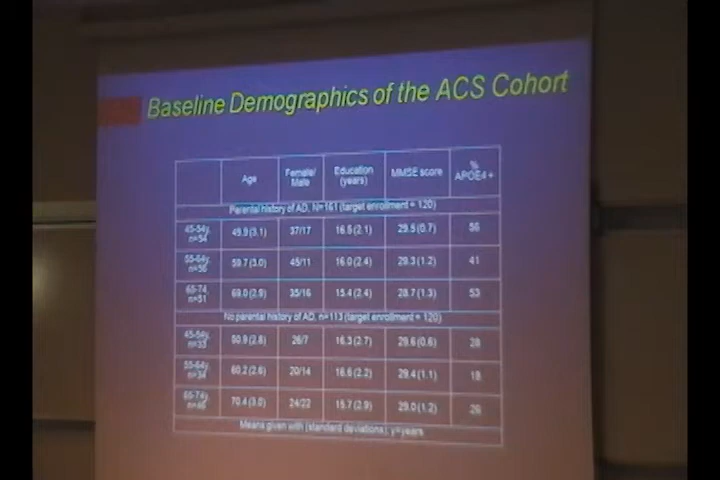 Baseline Demographics of the ACS Cohort
Age
Female/
Male
Education
(years)
MMSE score
%
APOE4 +
Parental history of AD. N=161 (target enrollment = 120)
45-54y,
n=54
49.9 (3.1)
37/17
16.5 (2.1)
29.5 (0.7)
56
55-64y,
n=56
59.7 (3.0)
45/11
16.0 (2.4)
29.3 (1.2)
41
65-74,
n=51
69.0 (2.9)
35/16
15.4 (2.4)
28.7 (1.3)
53
No parental history of AD, n=113 (target enrollment = 120)
45-54y,
n=33
26/7
16.3 (2.7)
29.6 (0.6)
55-64y,
n=34
60.2 (2.6)
20/14
16.6 (2.2)
29.4 (1.1)
18
65-74y,
n=46
70.4 (3.0)
24/22
15.7 (2.9)
29.0 (1.2)
26
Means given with (standard deviations); y=years